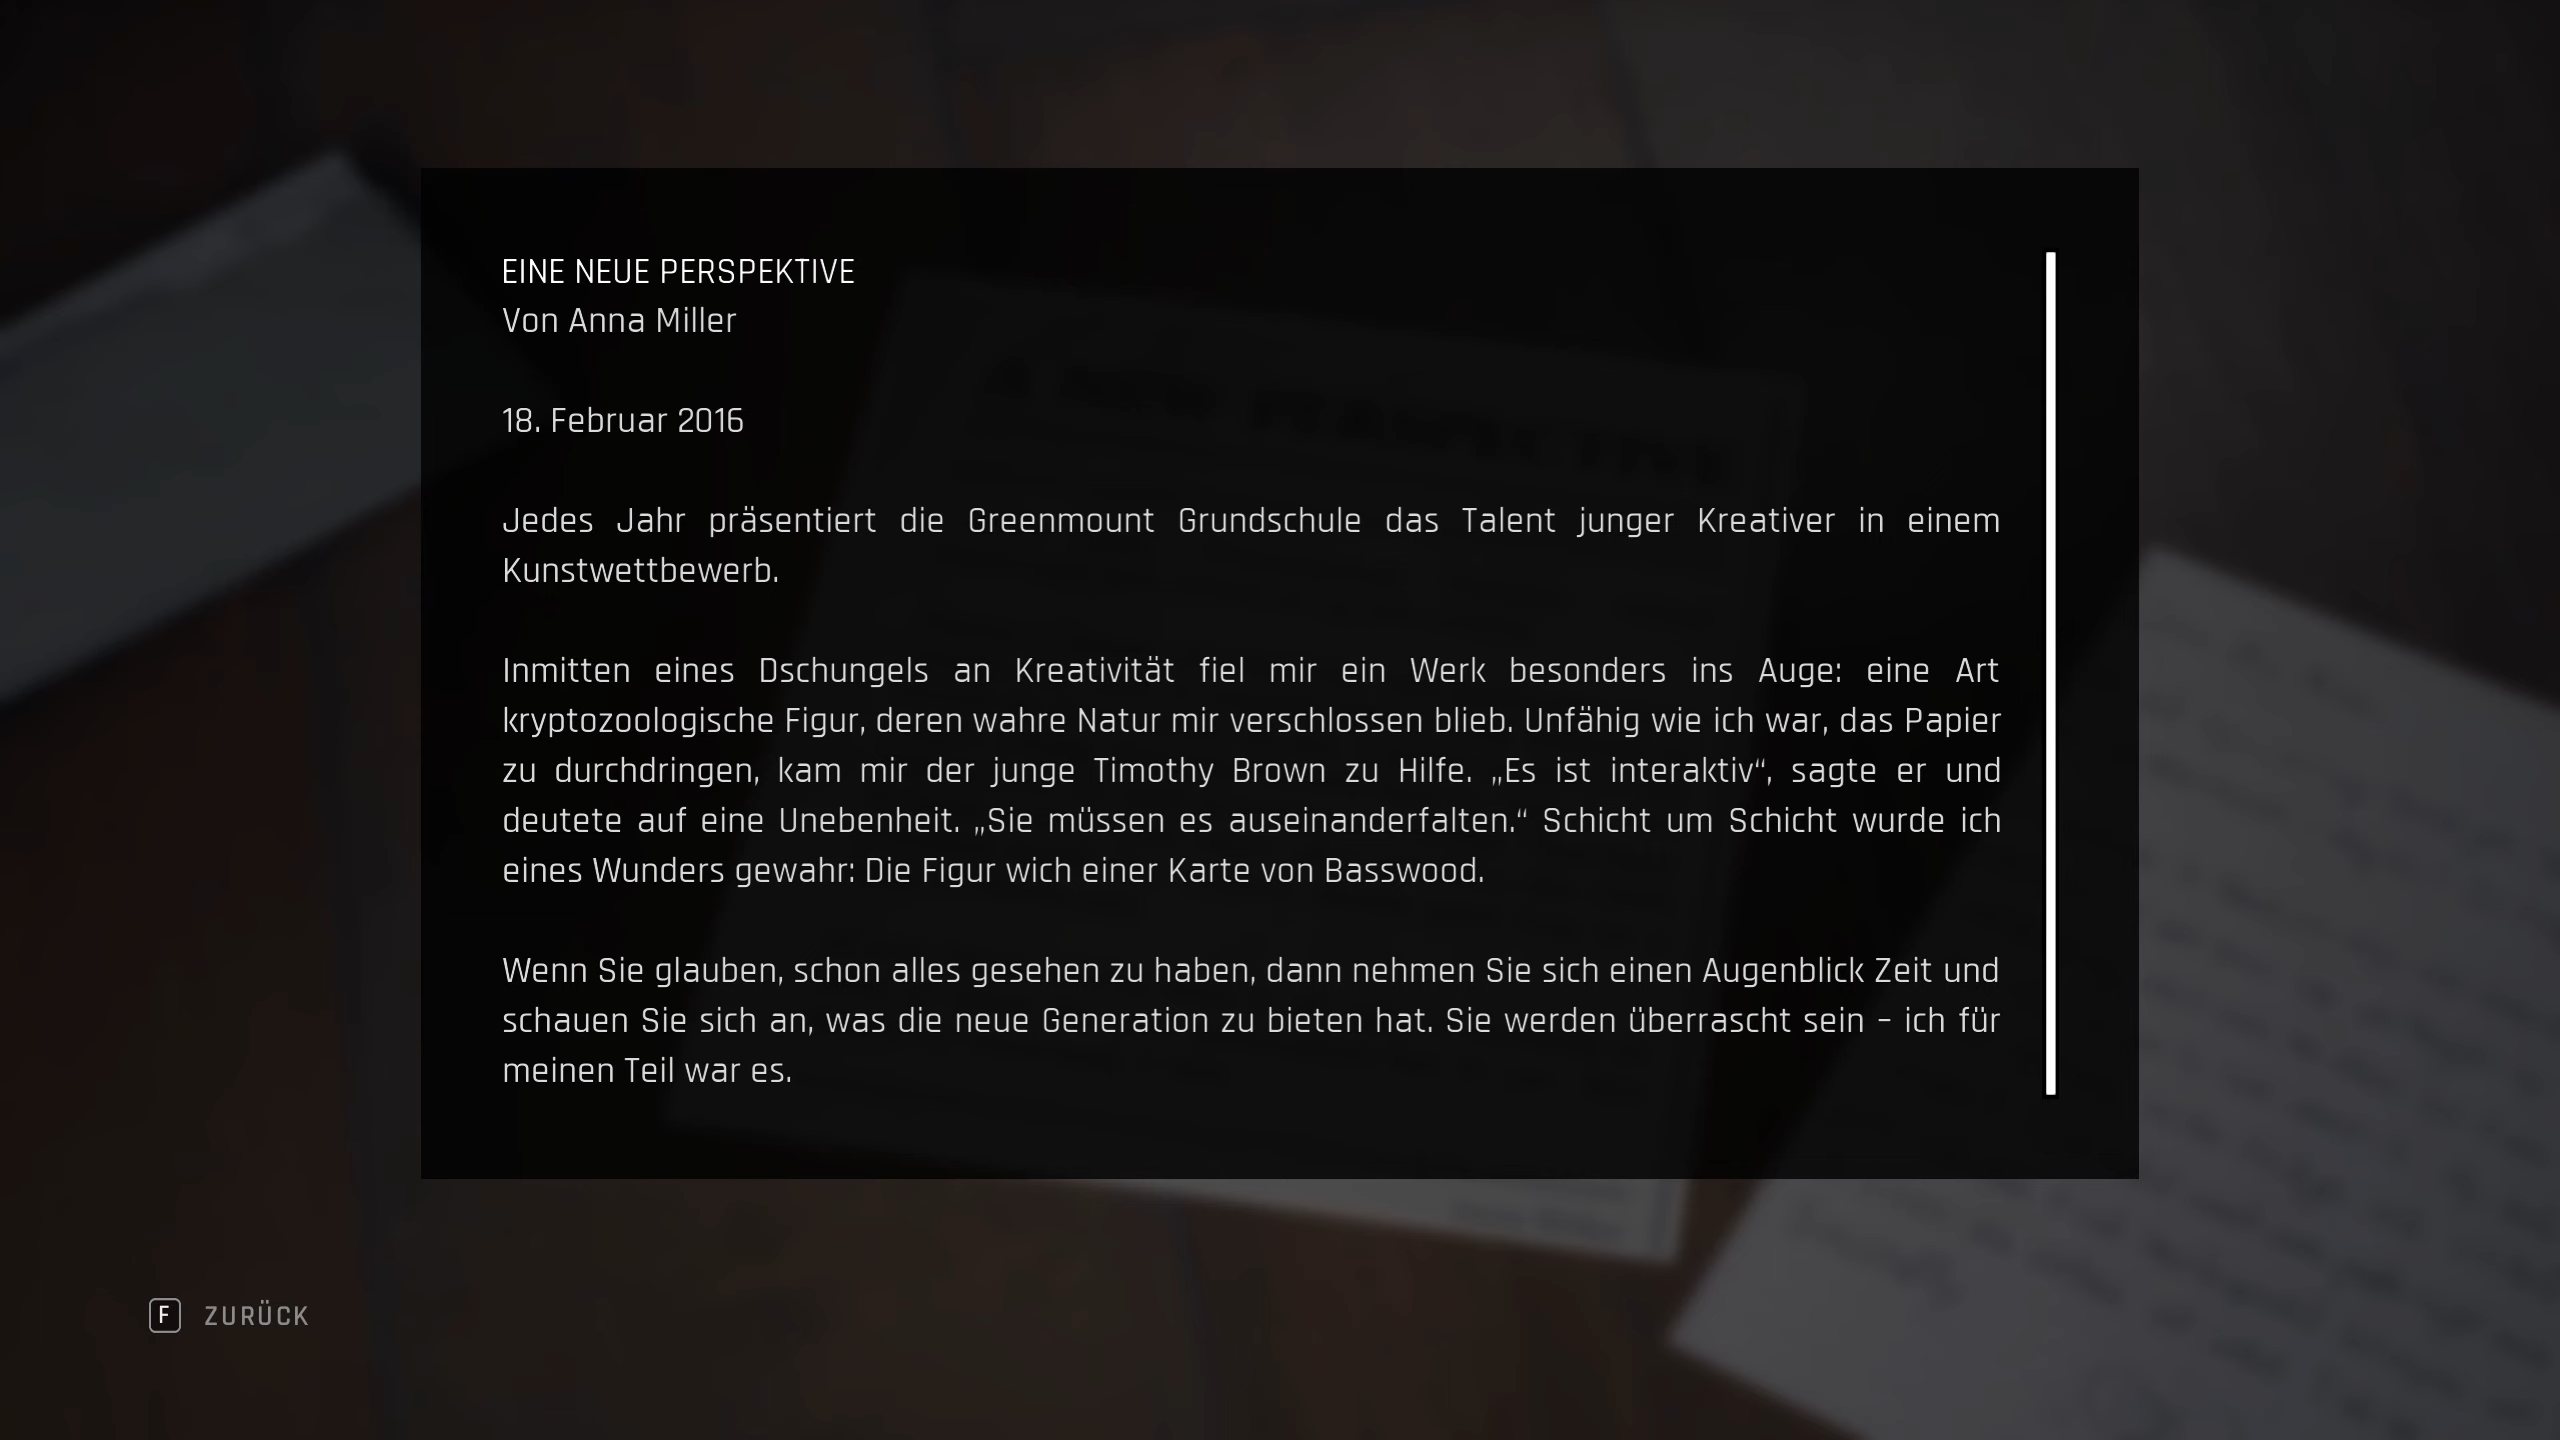 EINE NEUE PERSPEKTIVE
Von Anna Miller
18. Februar 2016
Jedes Jahr präsentiert die Greenmount Grundschule das Talent junger Kreativer in einem
Kunstwettbewerb.
Inmitten eines Dschungels an Kreativität fiel mir ein Werk besonders ins Auge: eine Art
kryptozoologische Figur, deren wahre Natur mir verschlossen blieb. Unfähig wie ich war, das Papier
zu durchdringen, kam mir der junge Timothy Brown zu Hilfe. „Es ist interaktiv“, sagte er und
deutete auf eine Unebenheit. „Sie müssen es auseinanderfalten.“ Schicht um Schicht wurde ich
eines Wunders gewahr: Die Figur wich einer Karte von Basswood.
Wenn Sie glauben, schon alles gesehen zu haben, dann nehmen Sie sich einen Augenblick Zeit und
schauen Sie sich an, was die neue Generation zu bieten hat. Sie werden überrascht sein – ich für
meinen Teil war es.
F ZURÜCK